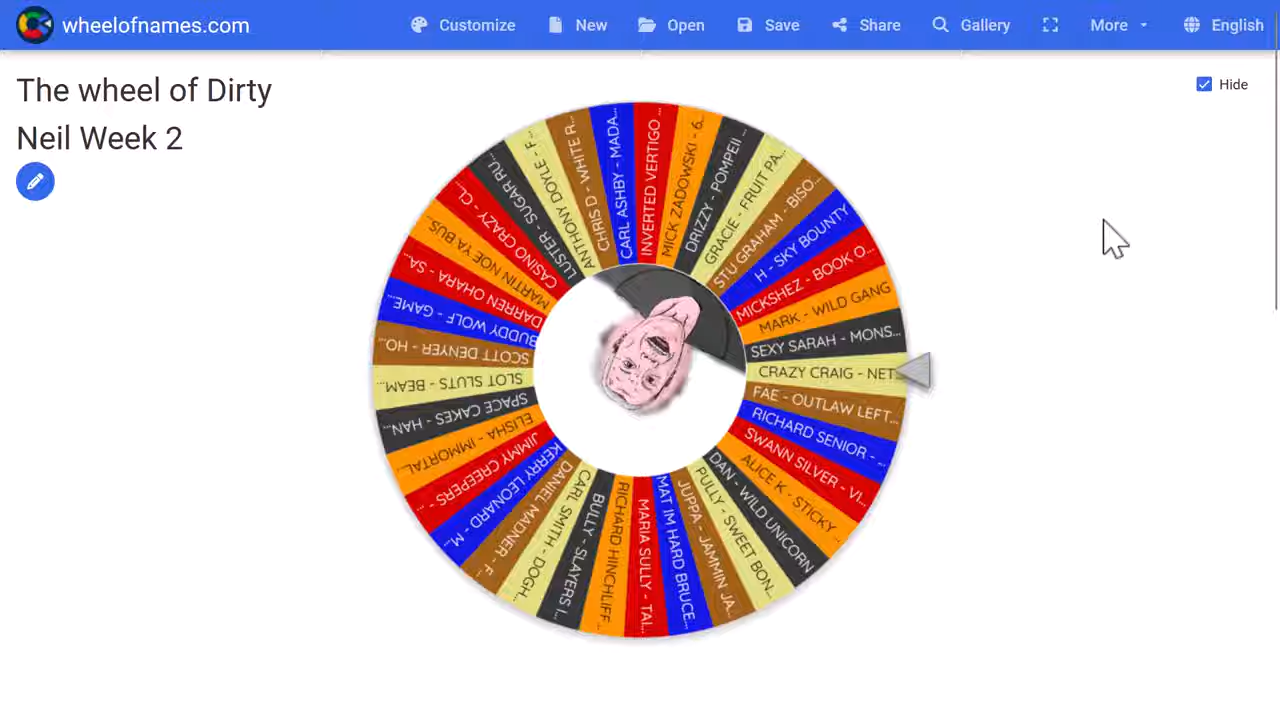 wheelofnames.com
Customize
New
Open
Save
Share
Gallery
More
English
The wheel of Dirty
Neil Week 2
Hide
INVERTED VERTIGO ...
MICK ZADOWSKI - 6...
DRIZZY - POMPEII ...
GRACIE - FRUIT PA...
STU GRAHAM - BISO...
H - SKY BOUNTY
MICKSHEZ - BOOK O...
MARK - WILD GANG
SEXY SARAH - MONS...
CRAZY CRAIG - NET
FAE - OUTLAW LEFT...
RICHARD SENIOR - ...
SWANN SILVER - VI...
ALICE K - STICKY ...
DAN - WILD UNICORN
PULLY - SWEET BON...
JUPPA - JAMMIN JA...
MAT IM HARD BRUCE...
MARIA SULLY - TAI...
RICHARD HINCHLIFF...
BULLY - SLAYERS I...
CARL SMITH - DOGH...
DANIEL MADNER - F...
KERRY LEONARD - M...
JIMMY CREEPERS - ...
ELISHA - IMMORTAL...
SPACE CAKES - HAN...
SLOT SLUTS - BEAM...
SCOTT DENYER - HO...
BUDDY WOLF - GAME...
DARREN OHARA - SA...
MARTIN NOE YA BUS...
CASINO CRAZY - CL...
LUSTER - SUGAR RU...
ANTHONY DOYLE - F...
CHRIS D - WHITE R...
CARL ASHBY - MADA...